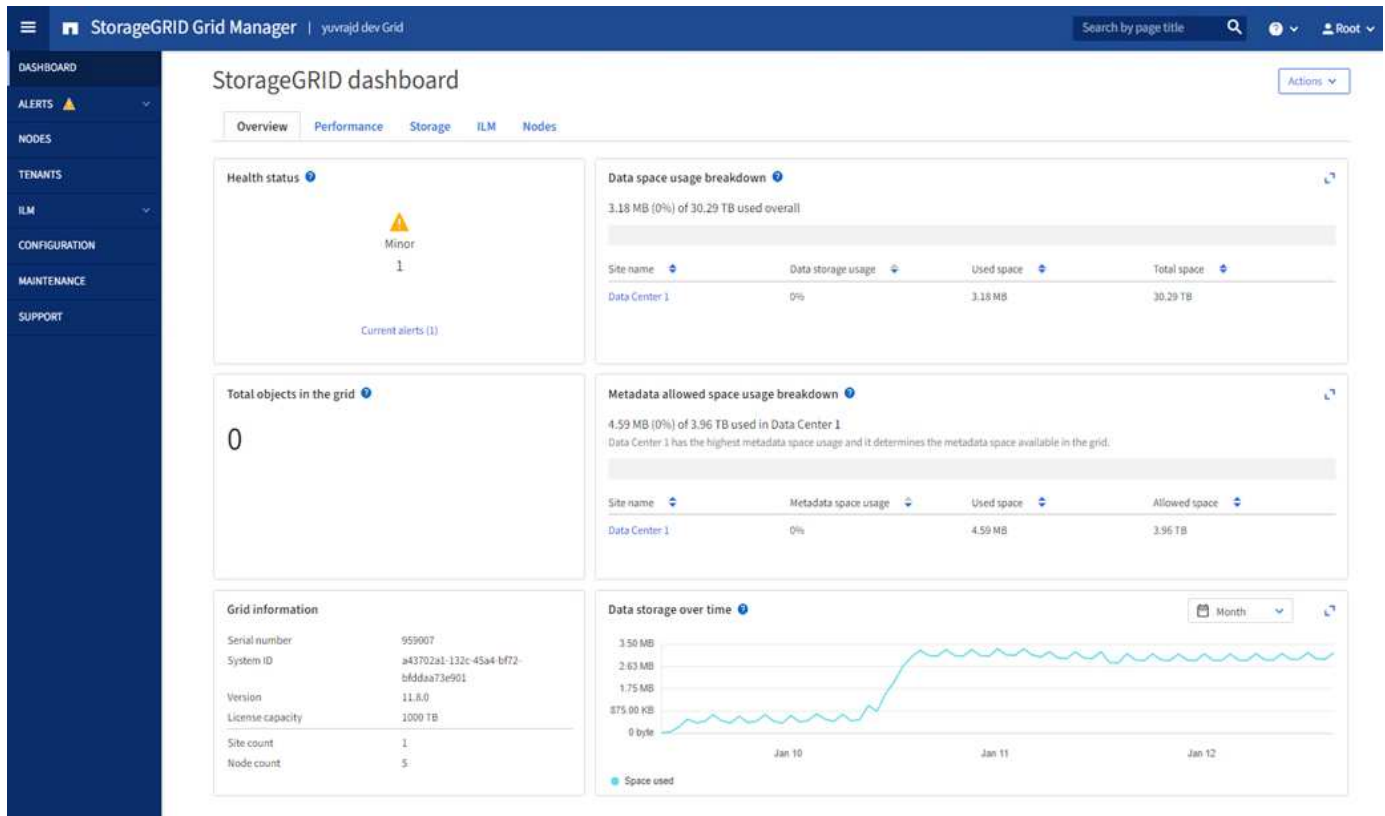 StorageGRID Grid Manager | yuvrajd dev Grid
Search by page title
Root
DASHBOARD
ALERTS
NODES
TENANTS
ILM
CONFIGURATION
MAINTENANCE
SUPPORT
StorageGRID dashboard
Actions
Overview Performance Storage ILM Nodes
Health status
Minor
1
Current alerts (1)
Data space usage breakdown
3.18 MB (0%) of 30.29 TB used overall
Site name Data storage usage Used space Total space
Data Center 1 0% 3.18 MB 30.29 TB
Total objects in the grid
0
Metadata allowed space usage breakdown
4.59 MB (0%) of 3.96 TB used in Data Center 1
Data Center 1 has the highest metadata space usage and it determines the metadata space available in the grid.
Site name Metadata space usage Used space Allowed space
Data Center 1 0% 4.59 MB 3.96 TB
Grid information
Serial number 959007
System ID a43702a1-132c-45a4-bf72-
bfddaa73e901
Version 11.8.0
License capacity 1000 TB
Site count 1
Node count 5
Data storage over time
Month
3.50 MB
2.63 MB
1.75 MB
875.00 KB
0 byte
Jan 10 Jan 11 Jan 12
Space used